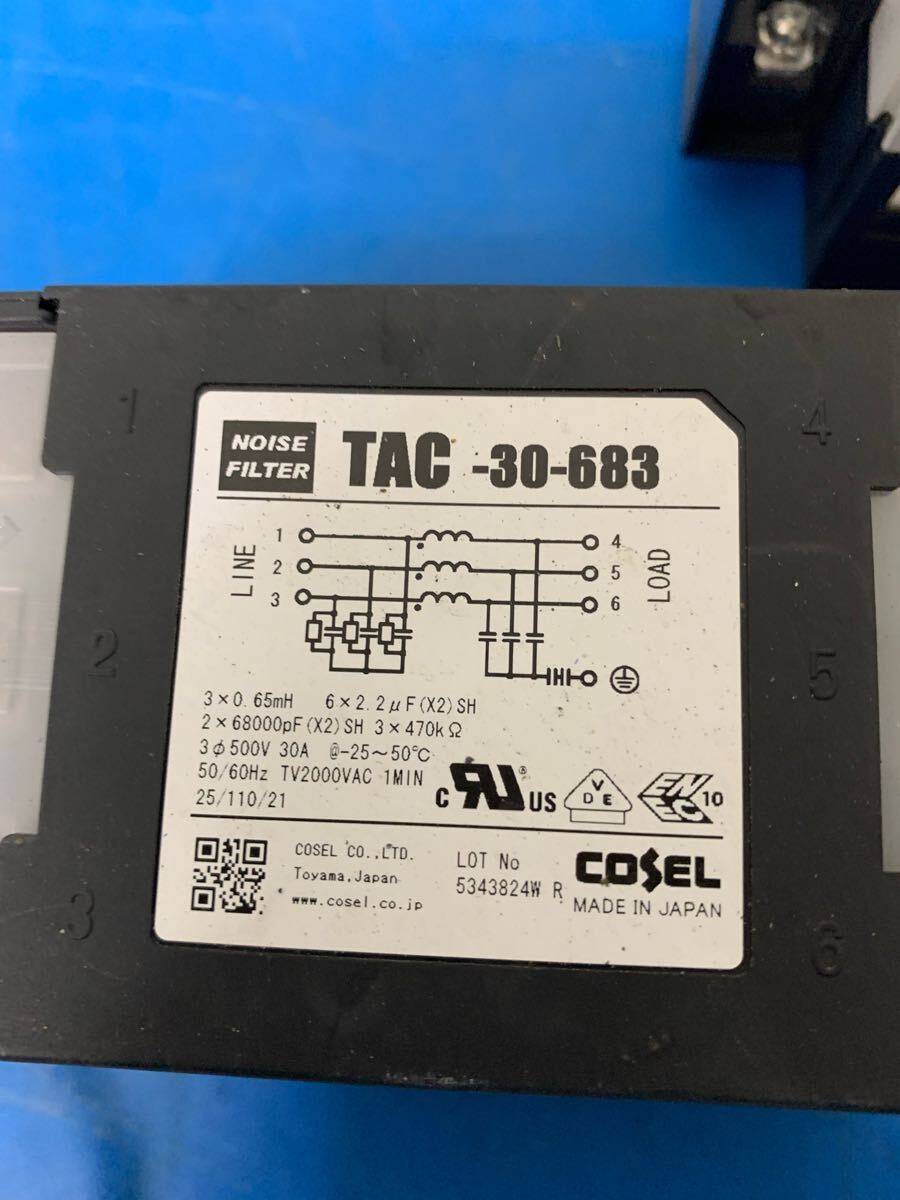 NOISE
FILTER
TAC -30-683
LINE
1
2
3
4
5
6
LOAD
3×0.65mH 6×2.2μF(X2)SH
2×68000pF(X2)SH 3×470kΩ
3φ500V 30A @-25~50℃
50/60Hz TV2000VAC 1MIN
25/110/21
C RU ® US
V
D E
ENEC 10
COSEL CO.,LTD.
Toyama,Japan
www.cosel.co.jp
LOT No
5343824W R
COSEL
MADE IN JAPAN
1
2
3
4
5
6